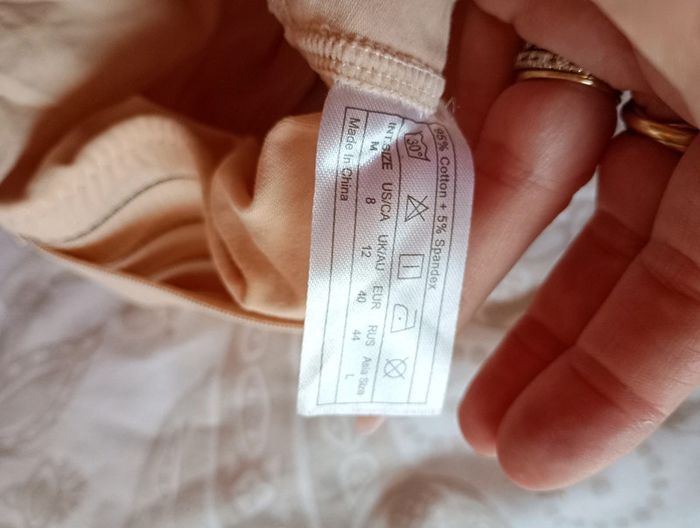 95% Cotton + 5% Spandex
30°
INT.SIZE US/CA UK/AU EUR RUS Asia Size
M 8 12 40 44 L
Made In China